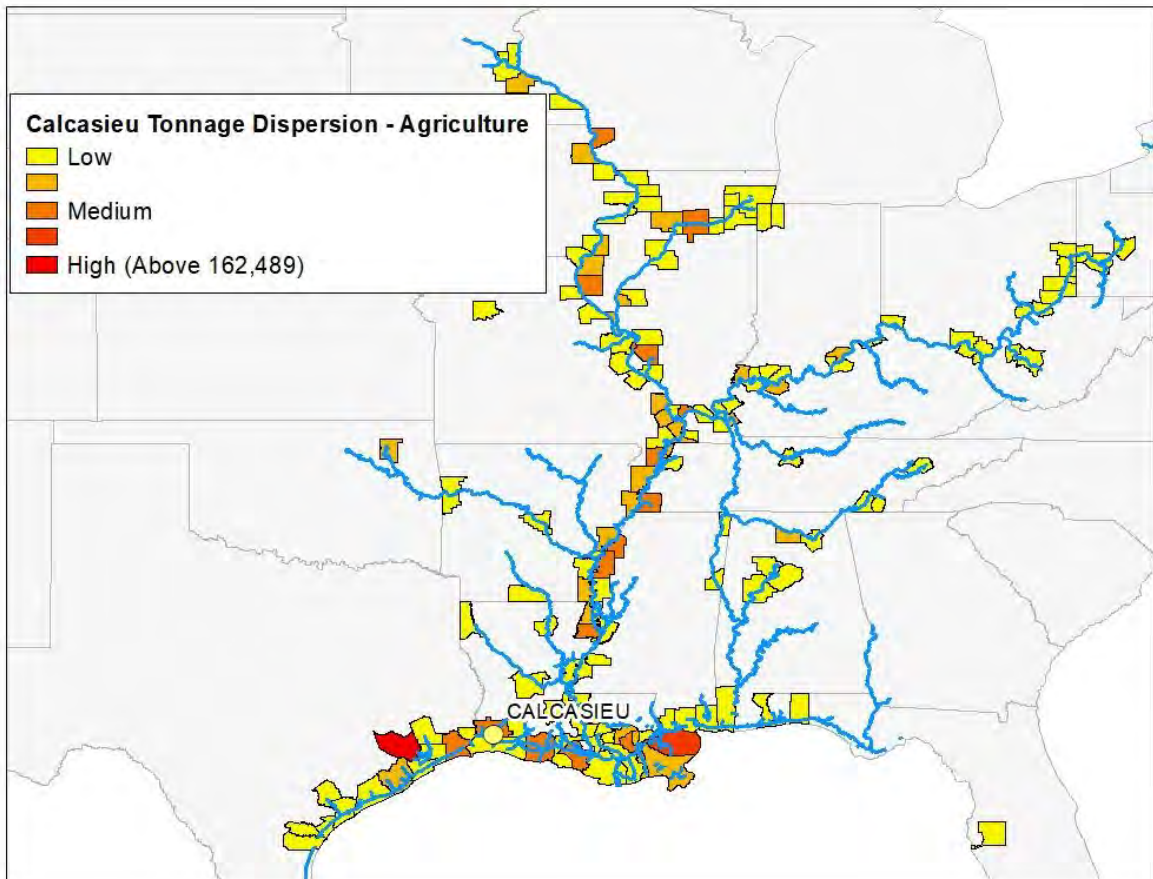 Calcasieu Tonnage Dispersion - Agriculture
Low
Medium
High (Above 162,489)
CALCASIEU